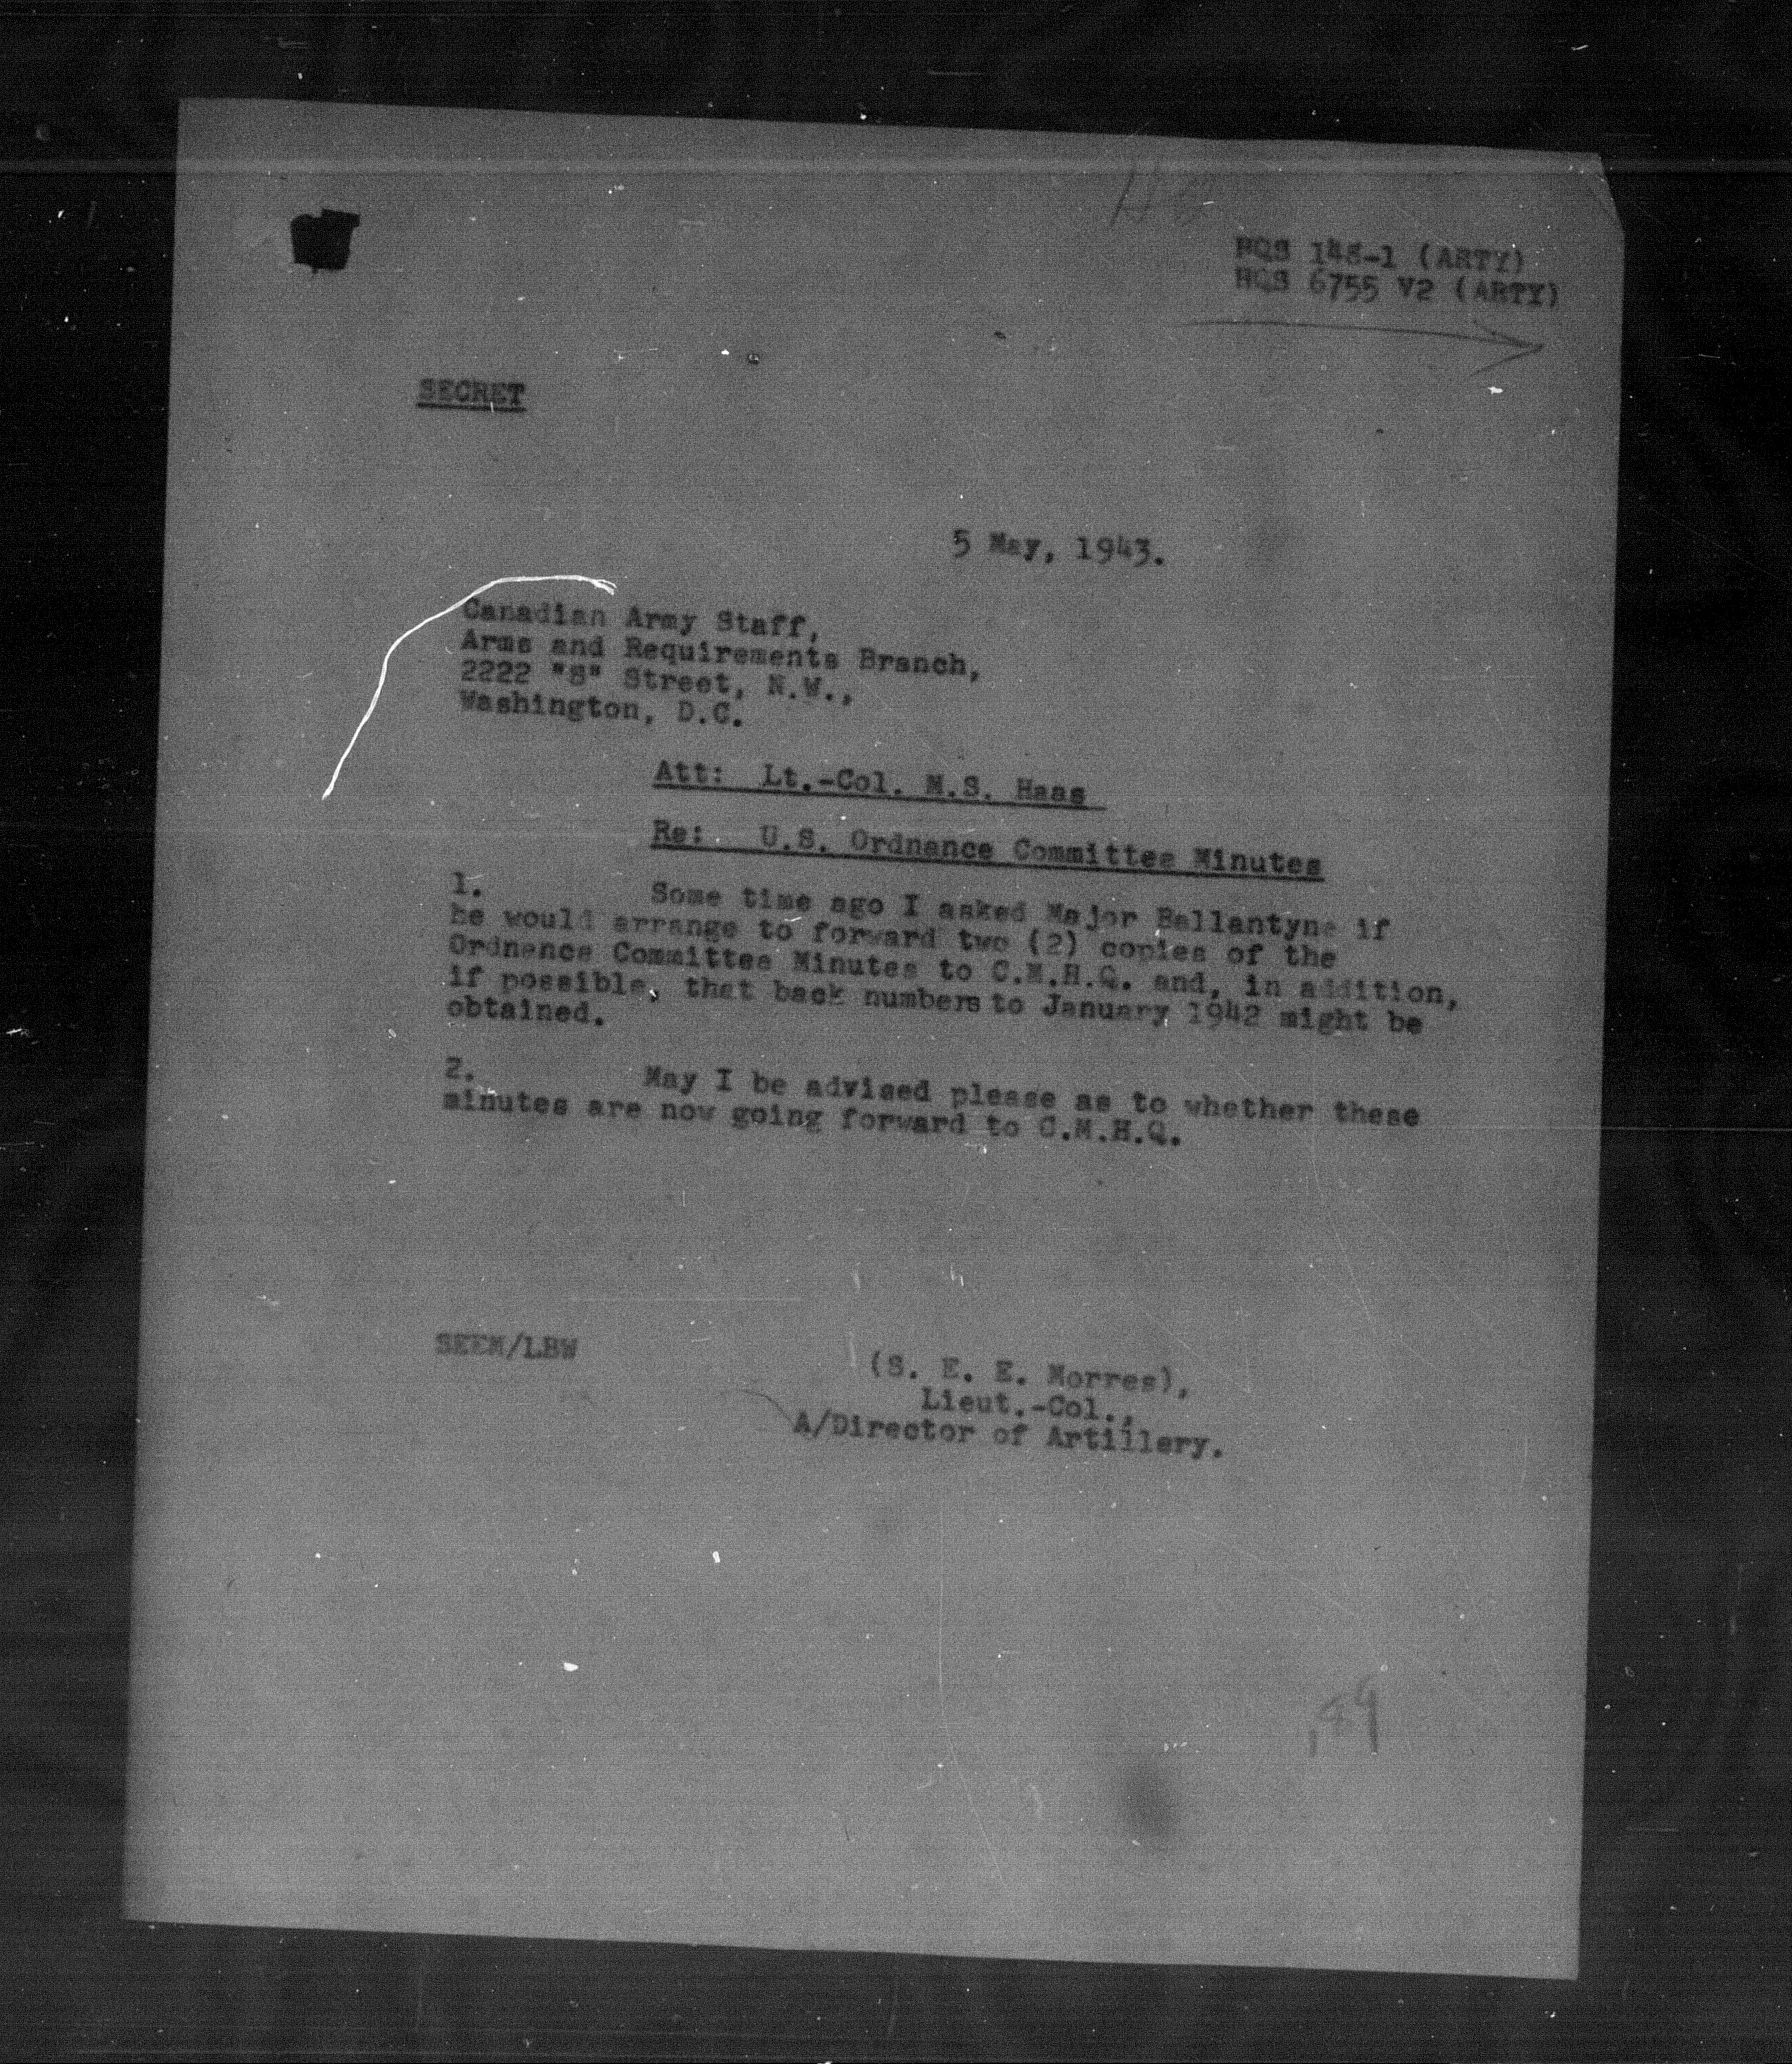 HQS 148-1 (ARTY)
HQS 6755 V2 (ARTY)
SECRET
5 May, 1943.
Canadian Army Staff,
Arms and Requirements Branch,
2222 "S" Street, N.W.,
Washington, D.C.
Att: Lt.-Col. M.S. Haas
Re: U.S. Ordnance Committee Minutes
1. Some time ago I asked Major Ballantyne if
he would arrange to forward two (2) copies of the
Ordnance Committee Minutes to C.M.H.Q. and, in addition,
if possible, that back numbers to January 1942 might be
obtained.
2. May I be advised please as to whether these
minutes are now going forward to C.M.H.Q.
SEEM/LBW
(S. E. E. Morres),
Lieut.-Col.,
A/Director of Artillery.